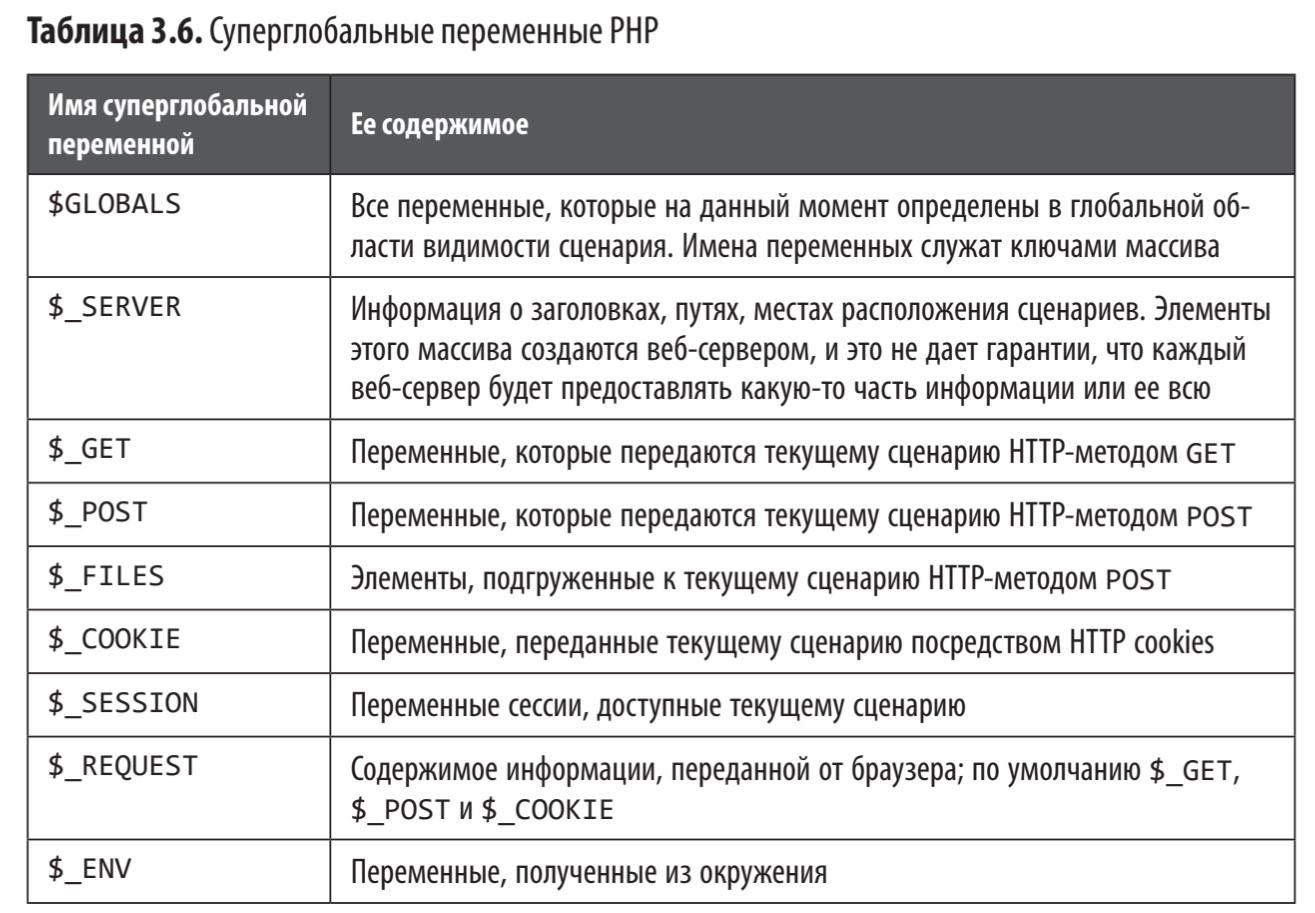 Таблица 3.6. Суперглобальные переменные PHP
Имя суперглобальной
переменной
Ее содержимое
$GLOBALS
Все переменные, которые на данный момент определены в глобальной об-
ласти видимости сценария. Имена переменных служат ключами массива
$_SERVER
Информация о заголовках, путях, местах расположения сценариев. Элементы
этого массива создаются веб-сервером, и это не дает гарантии, что каждый
веб-сервер будет предоставлять какую-то часть информации или ее всю
$_GET
Переменные, которые передаются текущему сценарию HTTP-методом GET
$_POST
Переменные, которые передаются текущему сценарию HTTP-методом POST
$_FILES
Элементы, подгруженные к текущему сценарию HTTP-методом POST
$_COOKIE
Переменные, переданные текущему сценарию посредством HTTP cookies
$_SESSION
Переменные сессии, доступные текущему сценарию
$_REQUEST
Содержимое информации, переданной от браузера; по умолчанию $_GET,
$_POST и $_COOKIE
$_ENV
Переменные, полученные из окружения